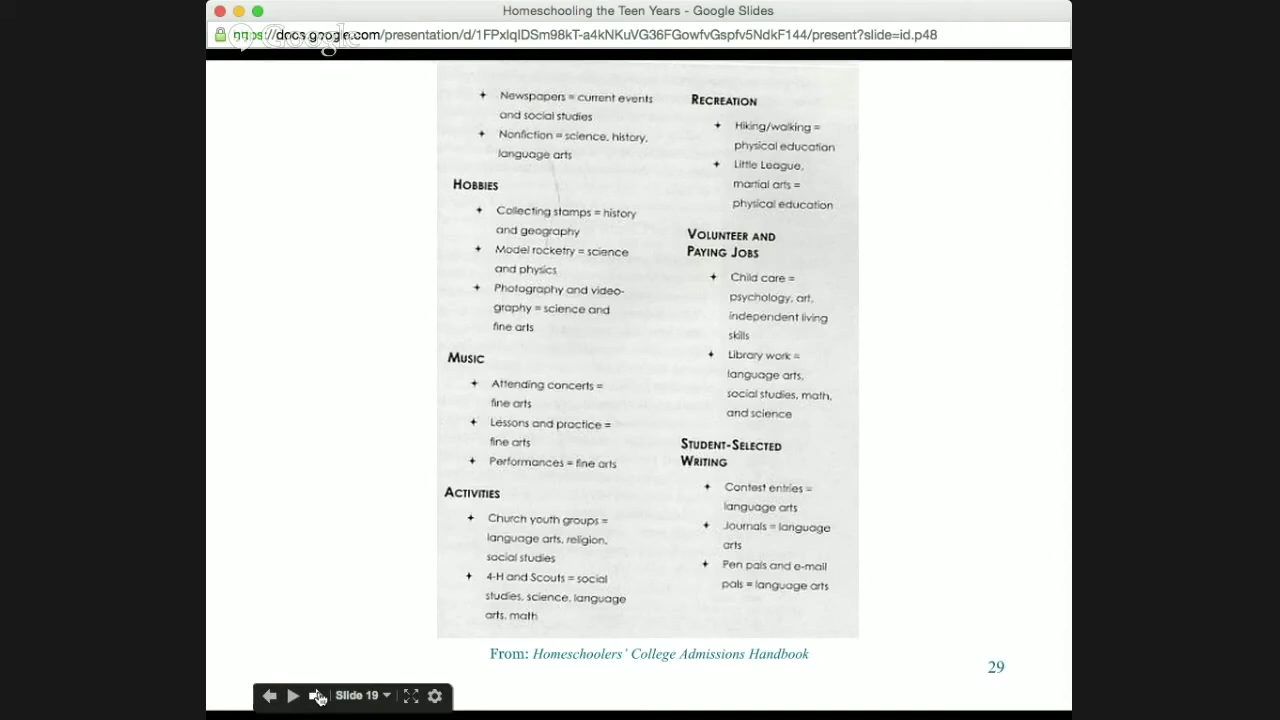 Homeschooling the Teen Years - Google Slides
https://docs.google.com/presentation/d/1FPxIqIDSm98kT-a4kNKuVG36FGowfvGspfv5NdkF144/present?slide=id.p48
Google
✦ Newspapers = current events
and social studies
✦ Nonfiction = science, history,
language arts
HOBBIES
✦ Collecting stamps = history
and geography
✦ Model rocketry = science
and physics
✦ Photography and video-
graphy = science and
fine arts
MUSIC
✦ Attending concerts =
fine arts
✦ Lessons and practice =
fine arts
✦ Performances = fine arts
ACTIVITIES
✦ Church youth groups =
language arts, religion,
social studies
✦ 4-H and Scouts = social
studies, science, language
arts, math
RECREATION
✦ Hiking/walking =
physical education
✦ Little League,
martial arts =
physical education
VOLUNTEER AND
PAYING JOBS
✦ Child care =
psychology, art,
independent living
skills
✦ Library work =
language arts,
social studies, math,
and science
STUDENT-SELECTED
WRITING
✦ Contest entries =
language arts
✦ Journals = language
arts
✦ Pen pals and e-mail
pals = language arts
From: Homeschoolers' College Admissions Handbook
29
Slide 19